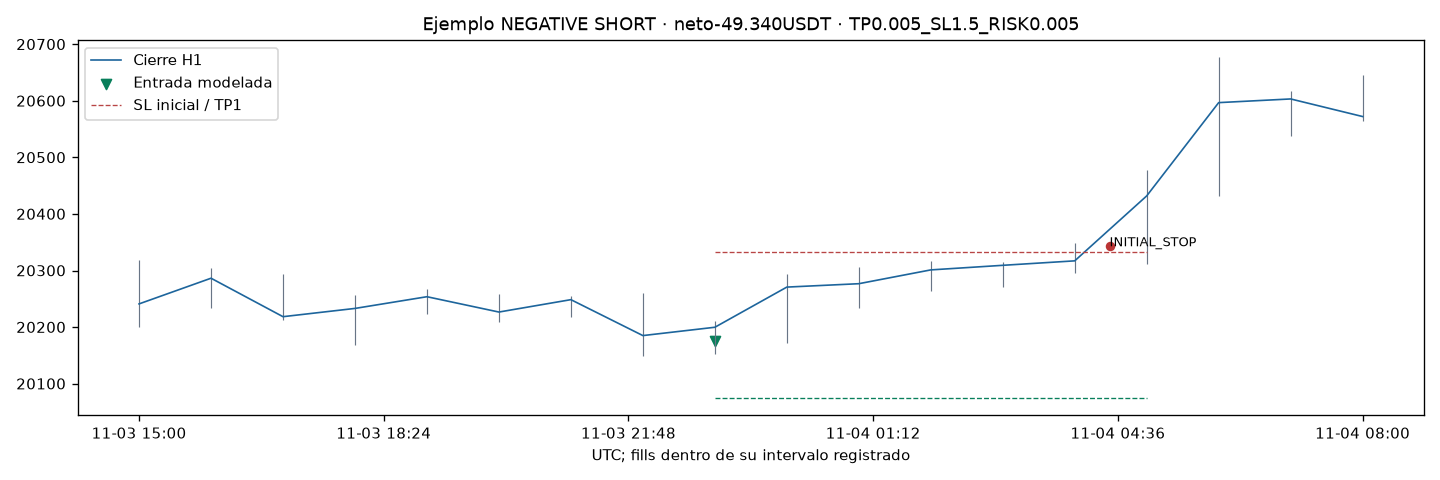 Ejemplo NEGATIVE SHORT · neto-49.340USDT · TP0.005_SL1.5_RISK0.005
20700
20600
20500
20400
20300
20200
20100
Cierre H1
Entrada modelada
SL inicial / TP1
INITIAL_STOP
11-03 15:00
11-03 18:24
11-03 21:48
11-04 01:12
11-04 04:36
11-04 08:00
UTC; fills dentro de su intervalo registrado